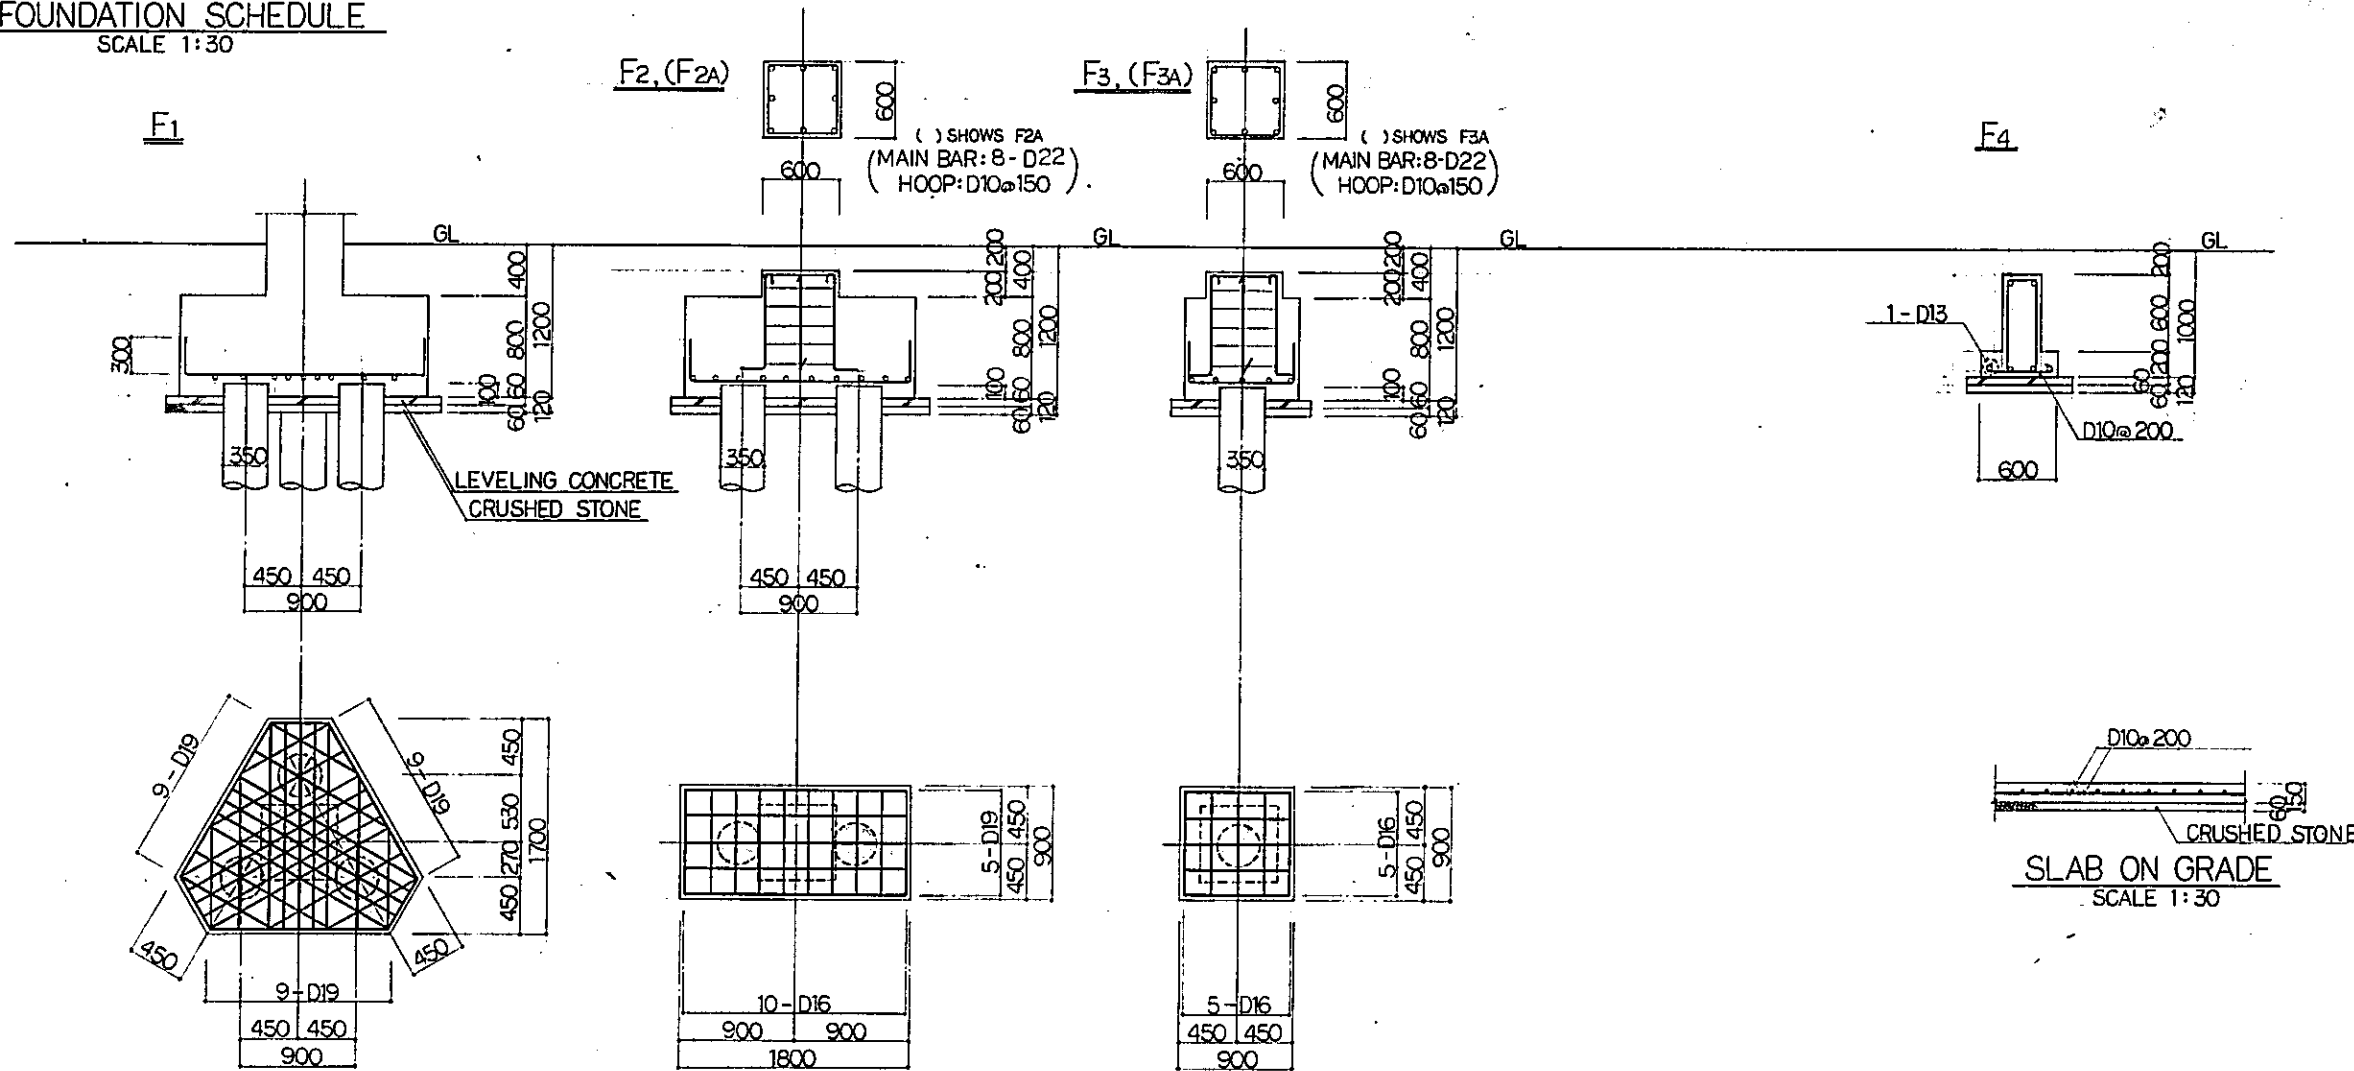 FOUNDATION SCHEDULE
SCALE 1:30
F1
GL
400
800
1200
300
100
60
60
120
350
LEVELING CONCRETE
CRUSHED STONE
450 450
900
9-D19
9-D19
450
530
270
450
1700
450
450
9-D19
450 450
900
F2, (F2A)
600
600
( ) SHOWS F2A
(MAIN BAR: 8-D22)
HOOP: D10@150
GL
200
200
400
800
1200
100
60
60
120
350
450 450
900
5-D19
450
450
900
10-D16
900 900
1800
F3, (F3A)
600
600
( ) SHOWS F3A
(MAIN BAR: 8-D22)
HOOP: D10@150
GL
200
200
400
800
1200
100
60
60
120
350
5-D16
450
450
900
5-D16
450 450
900
F4
GL
200
600
200
1000
60
60
120
1-D13
D10@200
600
D10@200
60
150
CRUSHED STONE
SLAB ON GRADE
SCALE 1:30